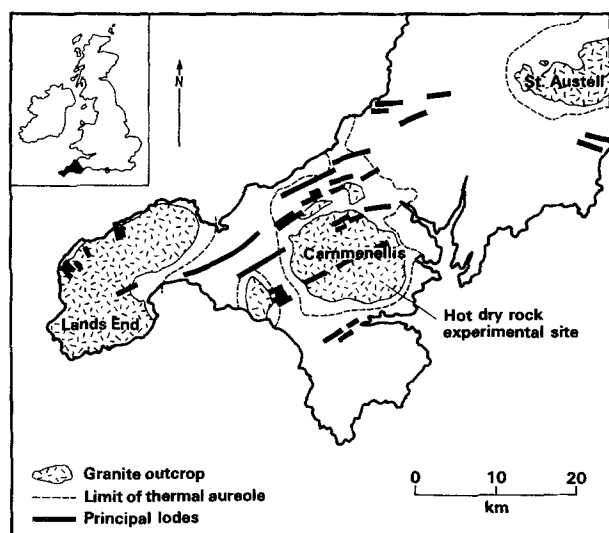 N
St. Austell
Carnmenellis
Lands End
Hot dry rock
experimental site
Granite outcrop
Limit of thermal aureole
Principal lodes
0 10 20
km